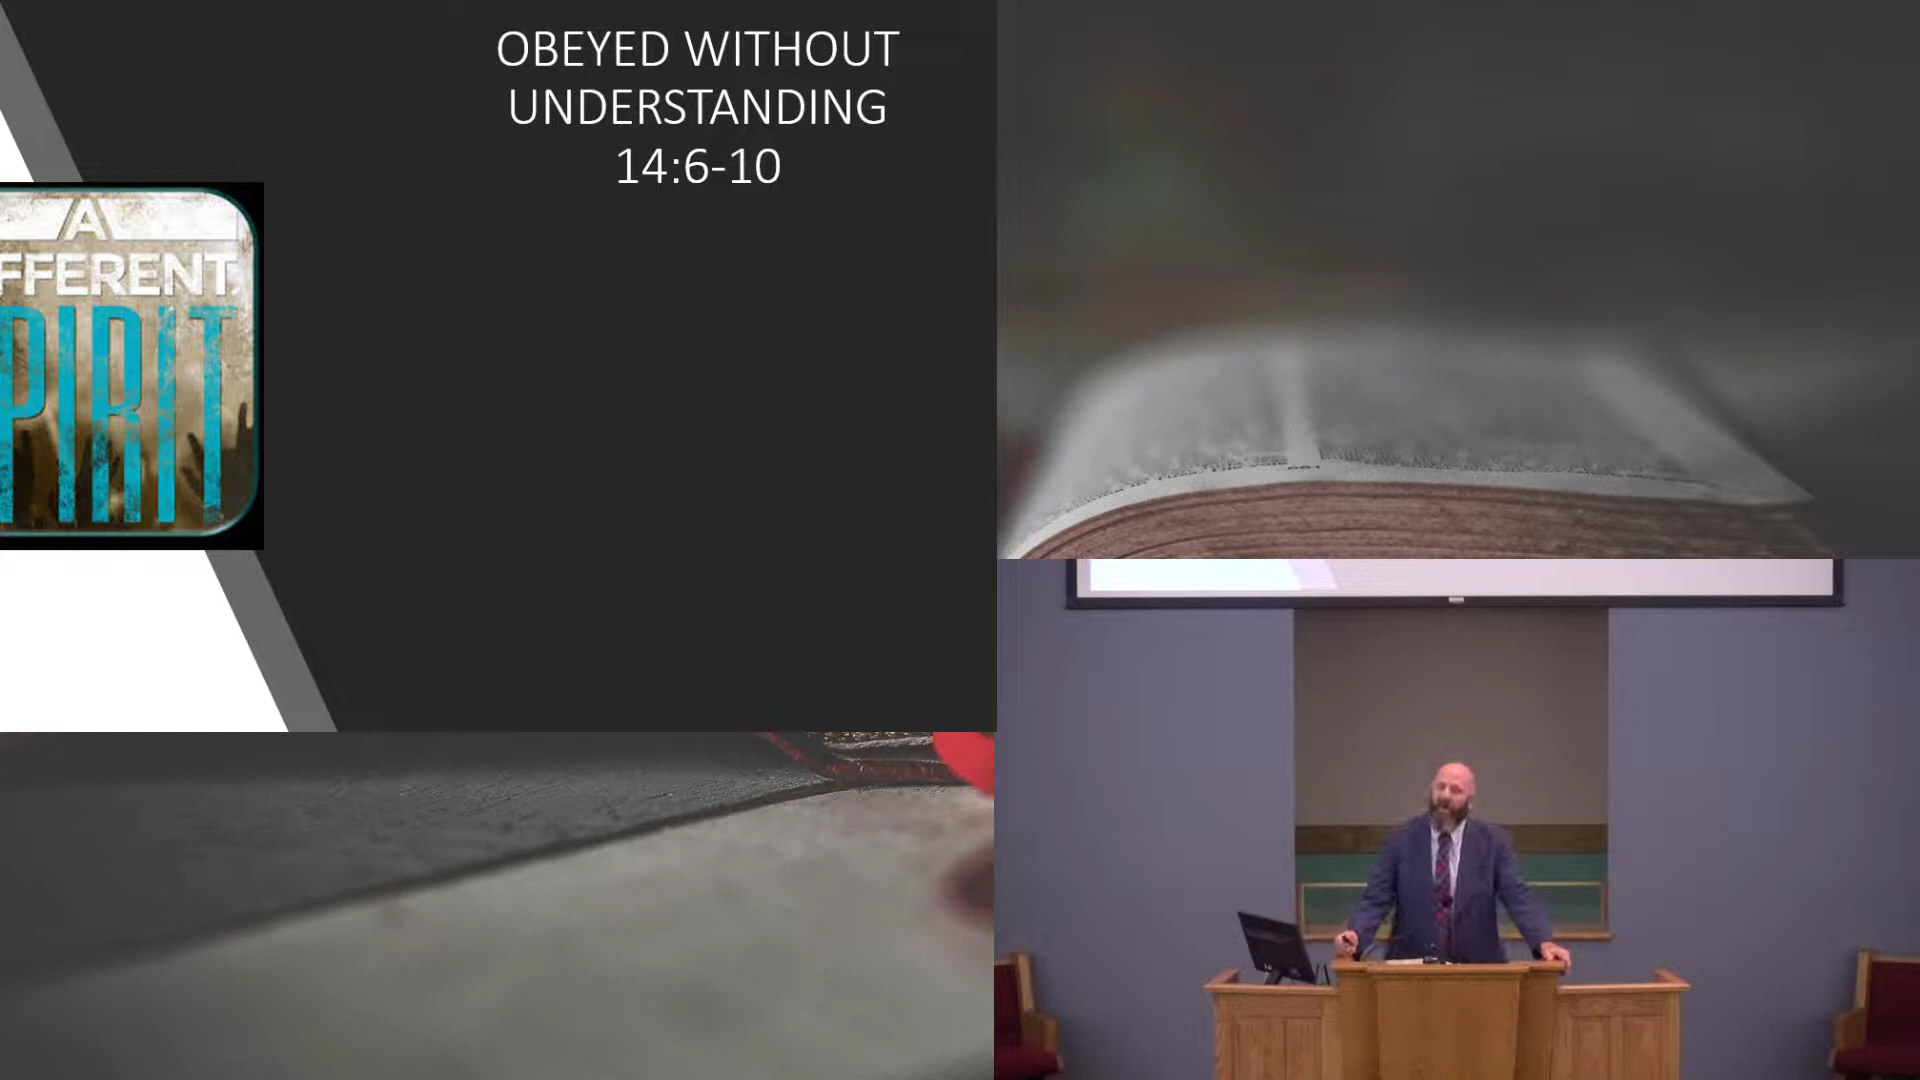 OBEYED WITHOUT
UNDERSTANDING
14:6-10
A
FFERENT
PIRIT